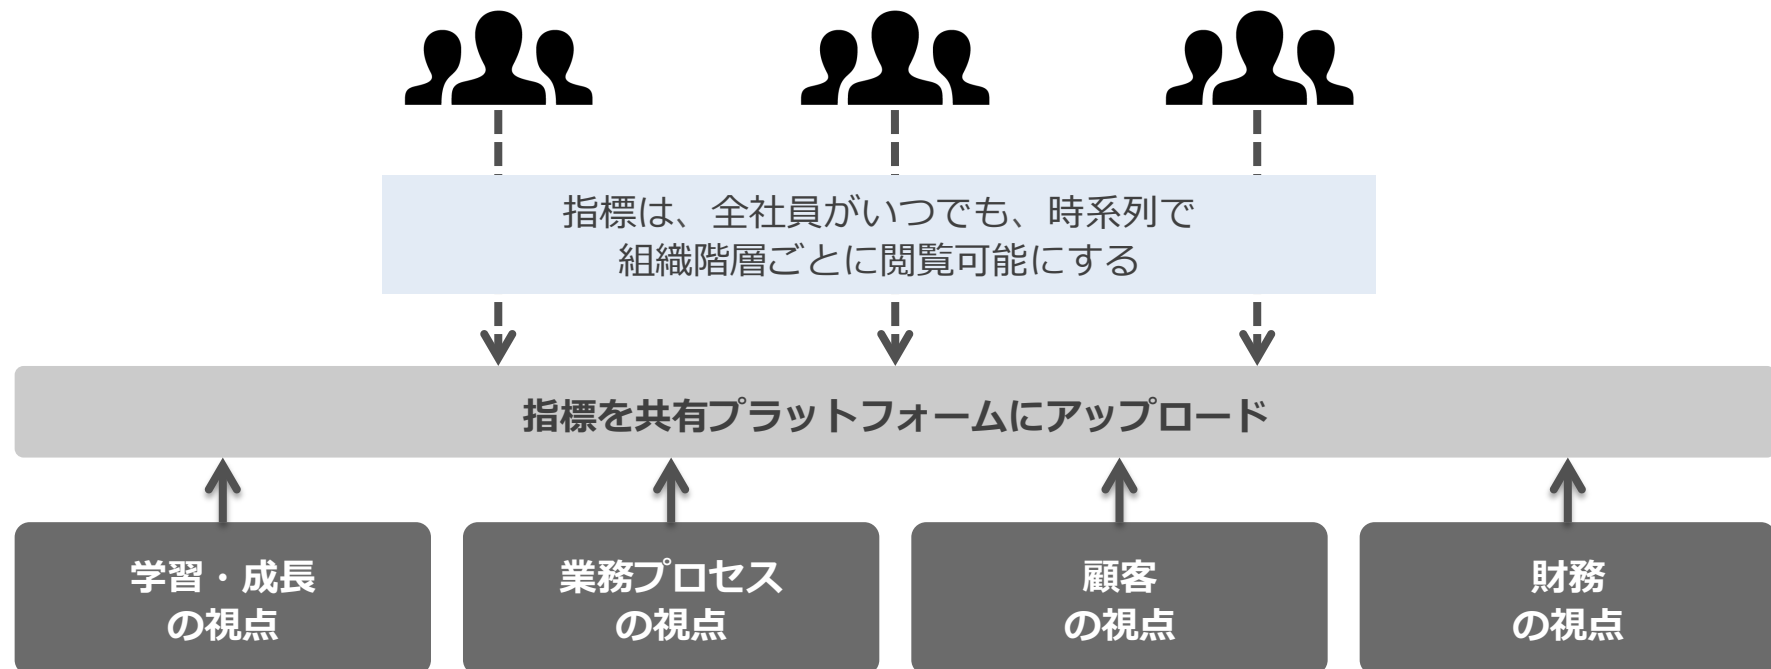 指標は、全社員がいつでも、時系列で
組織階層ごとに閲覧可能にする
指標を共有プラットフォームにアップロード
学習・成長
の視点
業務プロセス
の視点
顧客
の視点
財務
の視点